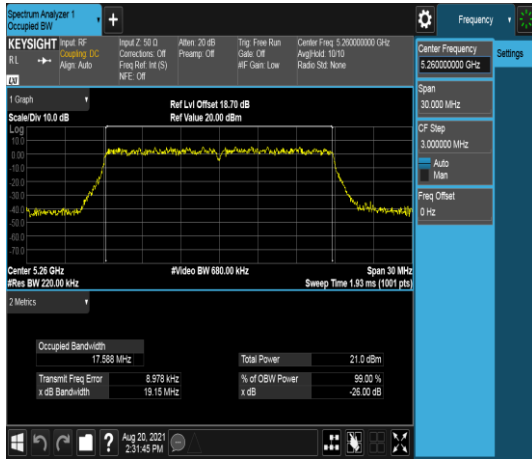 Spectrum Analyzer 1
Occupied BW
+
Frequency
KEYSIGHT
RL
LXI
Input: RF
Coupling: DC
Align: Auto
Input Z: 50 Ω
Corrections: Off
Freq Ref: Int (S)
NFE: Off
Atten: 20 dB
Preamp: Off
Trig: Free Run
Gate: Off
#IF Gain: Low
Center Freq: 5.260000000 GHz
Avg|Hold: 10/10
Radio Std: None
Center Frequency
5.260000000 GHz
Settings
Span
30.000 MHz
CF Step
3.000000 MHz
Auto
Man
Freq Offset
0 Hz
1 Graph
Scale/Div 10.0 dB
Ref Lvl Offset 18.70 dB
Ref Value 20.00 dBm
Log
10.0
0.00
-10.0
-20.0
-30.0
-40.0
-50.0
-60.0
-70.0
Center 5.26 GHz
#Res BW 220.00 kHz
#Video BW 680.00 kHz
Span 30 MHz
Sweep Time 1.93 ms (1001 pts)
2 Metrics
Occupied Bandwidth
17.588 MHz
Total Power 21.0 dBm
Transmit Freq Error 8.978 kHz
% of OBW Power 99.00 %
x dB Bandwidth 19.15 MHz
x dB -26.00 dB
?
Aug 20, 2021
2:31:45 PM